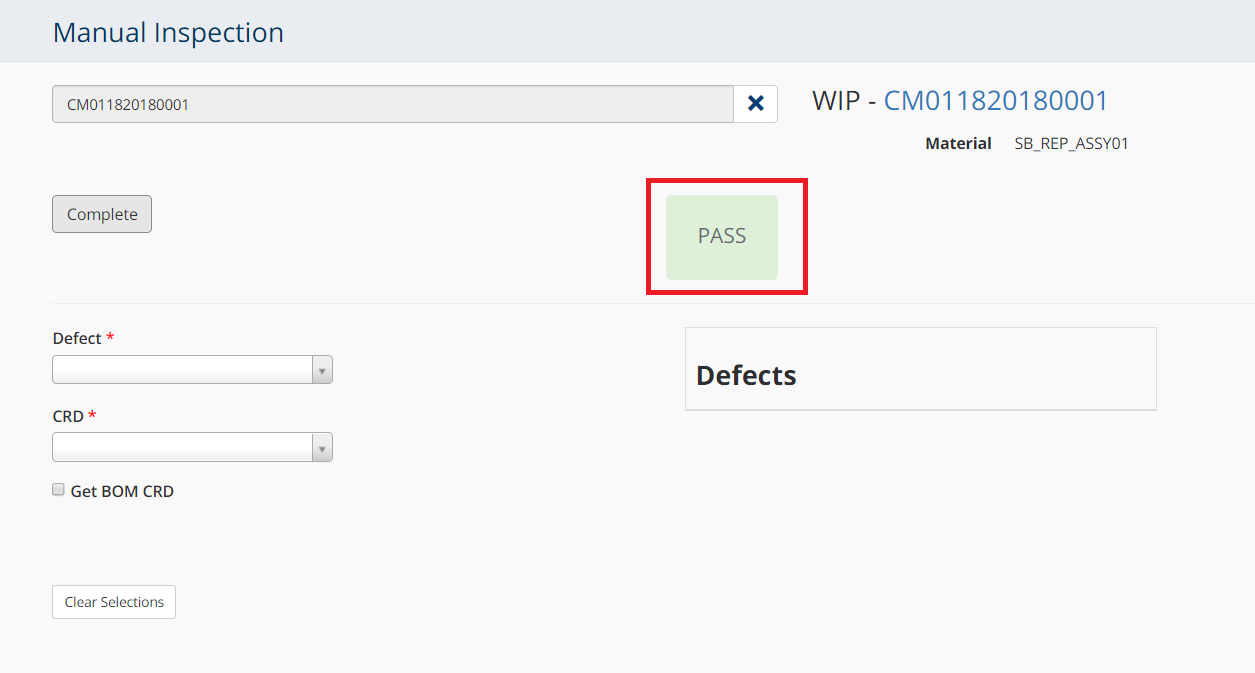 Manual Inspection
CM011820180001
WIP - CM011820180001
Material SB_REP_ASSY01
Complete
PASS
Defect *
Defects
CRD *
Get BOM CRD
Clear Selections